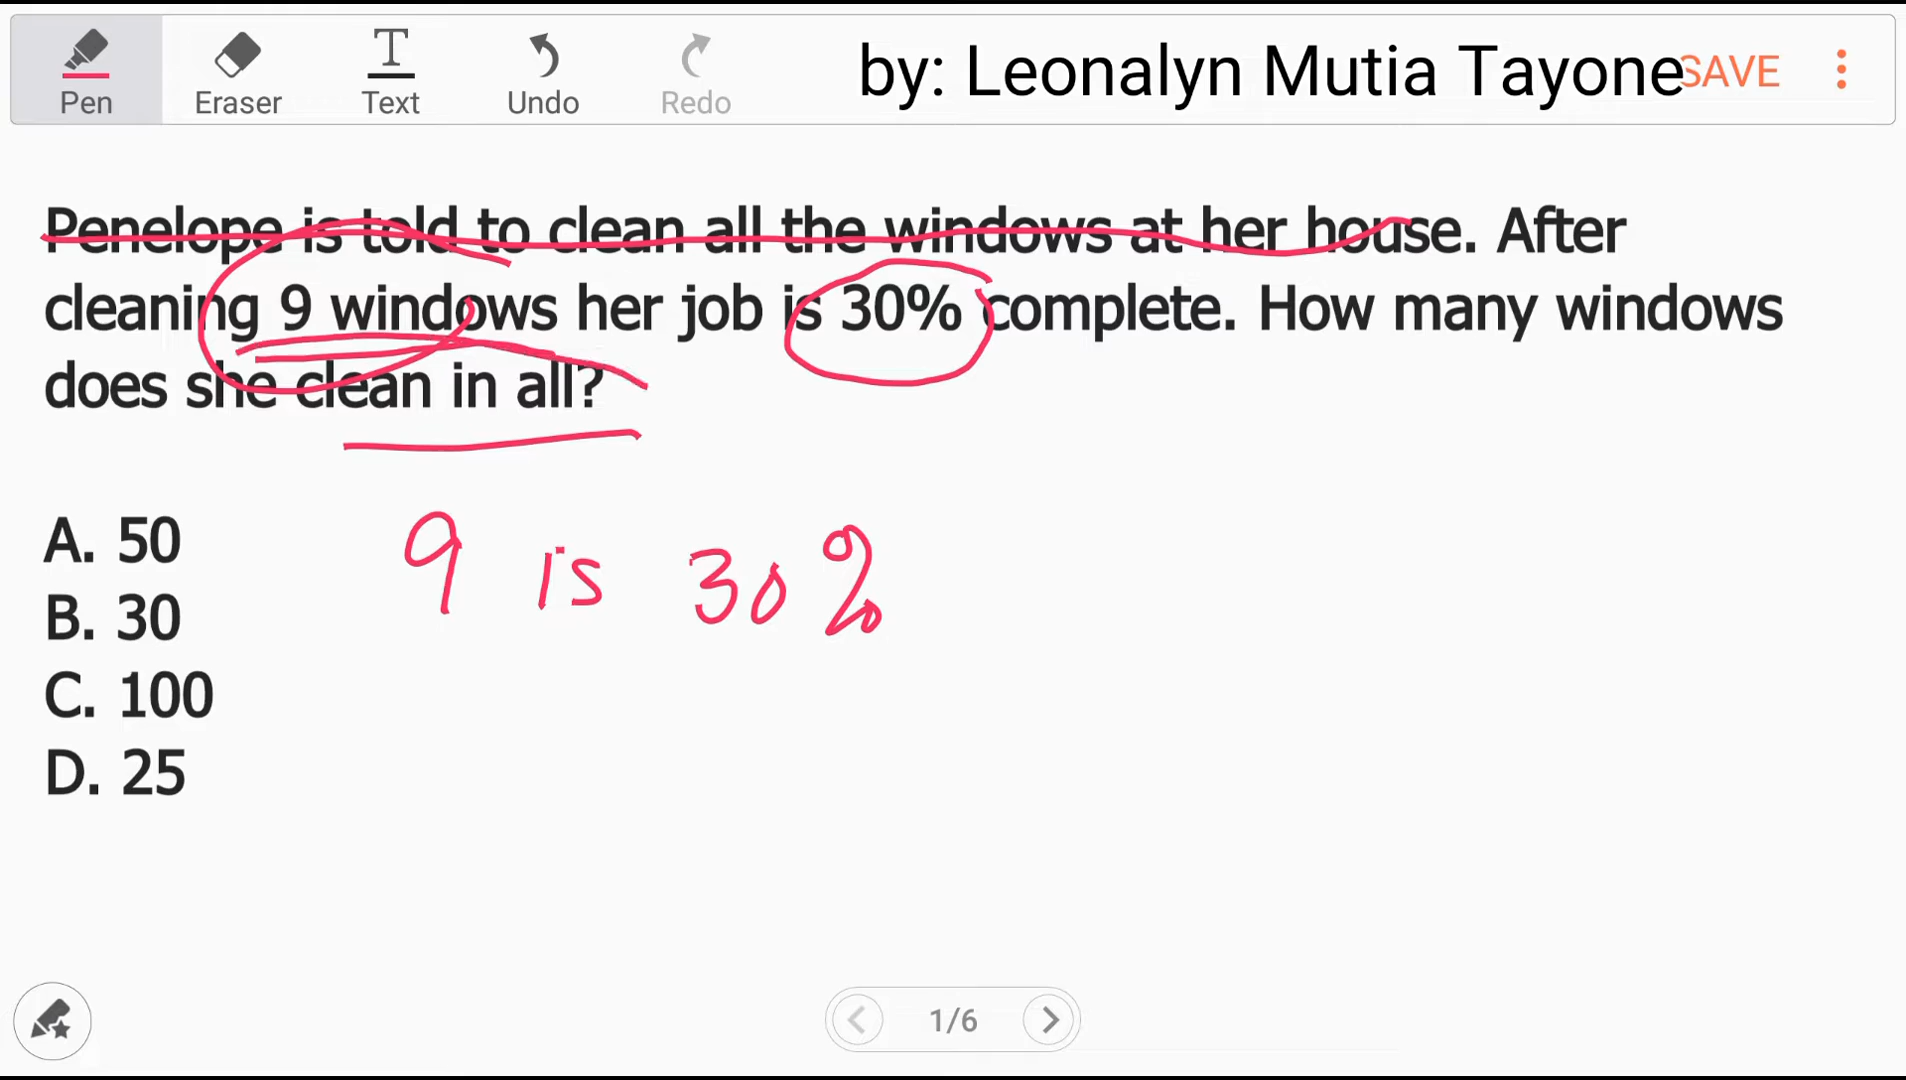 Pen
Eraser
Text
Undo
Redo
by: Leonalyn Mutia Tayone
SAVE
Penelope is told to clean all the windows at her house. After
cleaning 9 windows her job is 30% complete. How many windows
does she clean in all?
A. 50
B. 30
C. 100
D. 25
9 is 30%
1/6